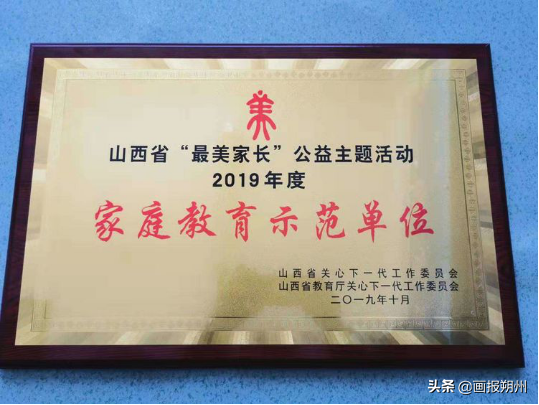 美
山西省“最美家长”公益主题活动
2019年度
家庭教育示范单位
山西省关心下一代工作委员会
山西省教育厅关心下一代工作委员会
二〇一九年十月
头条 @画报朔州